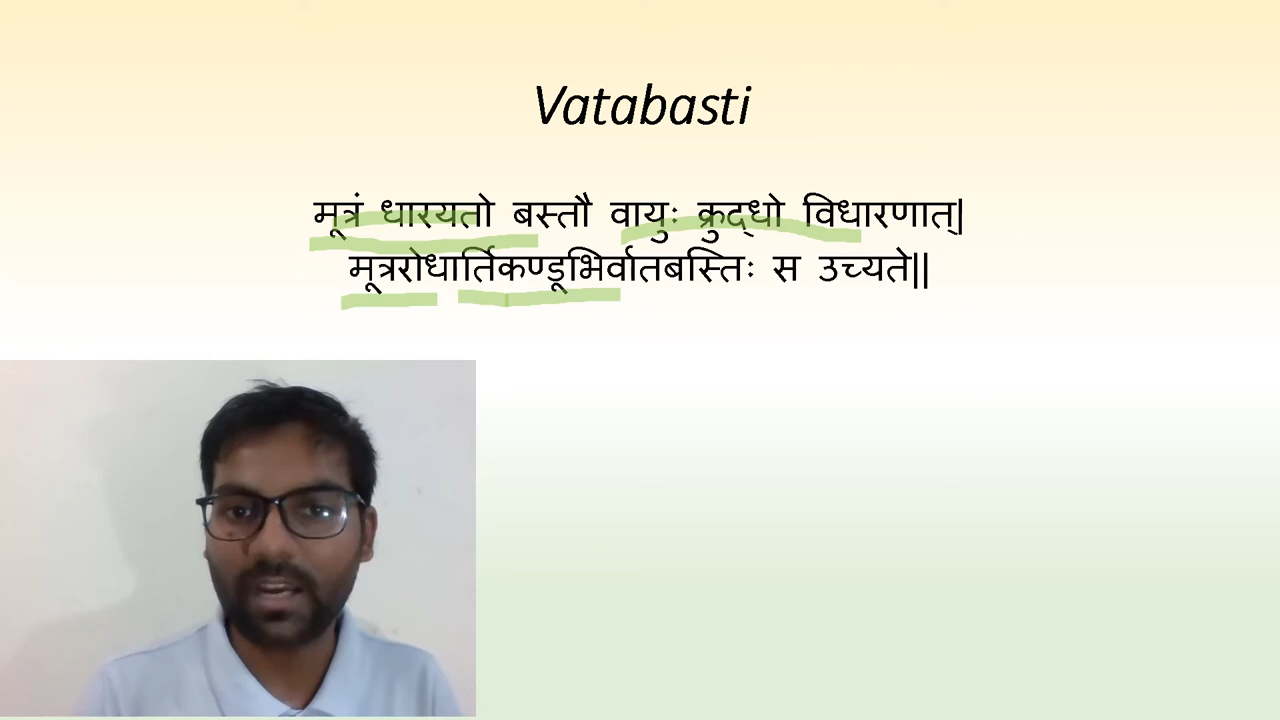 Vatabasti
मूत्रं धारयतो बस्तौ वायुः क्रुद्धो विधारणात्|
मूत्ररोधार्तिकण्डूभिर्वातबस्तिः स उच्यते||